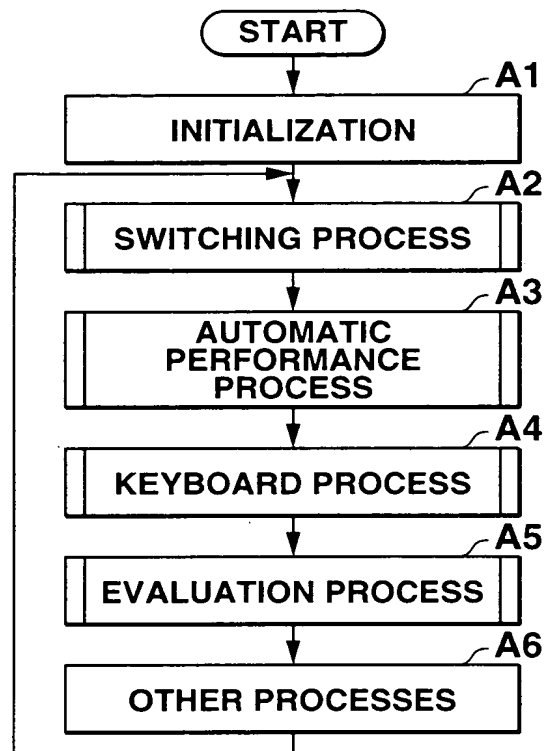 START
A1
INITIALIZATION
A2
SWITCHING PROCESS
A3
AUTOMATIC
PERFORMANCE
PROCESS
A4
KEYBOARD PROCESS
A5
EVALUATION PROCESS
A6
OTHER PROCESSES